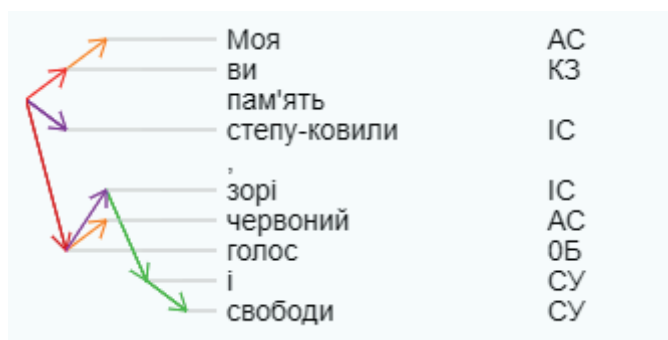 Моя АС
ви КЗ
пам'ять
степу-ковили ІС
,
зорі ІС
червоний АС
голос 0Б
і СУ
свободи СУ